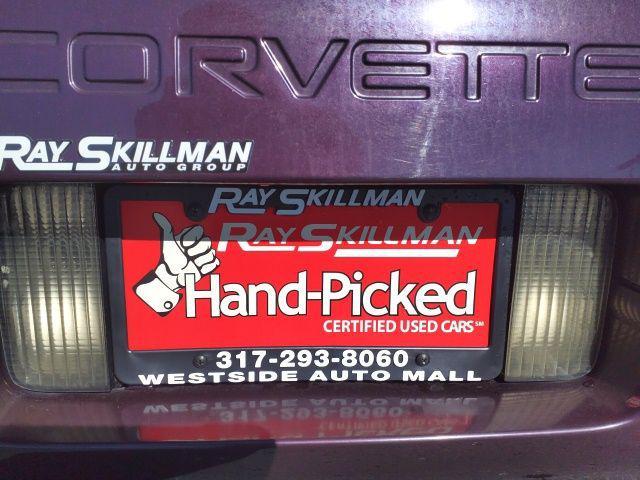 CORVETTE
RAY SKILLMAN
AUTO GROUP
RAY SKILLMAN
RAY SKILLMAN
Hand-Picked
CERTIFIED USED CARS℠
317-293-8060
WESTSIDE AUTO MALL